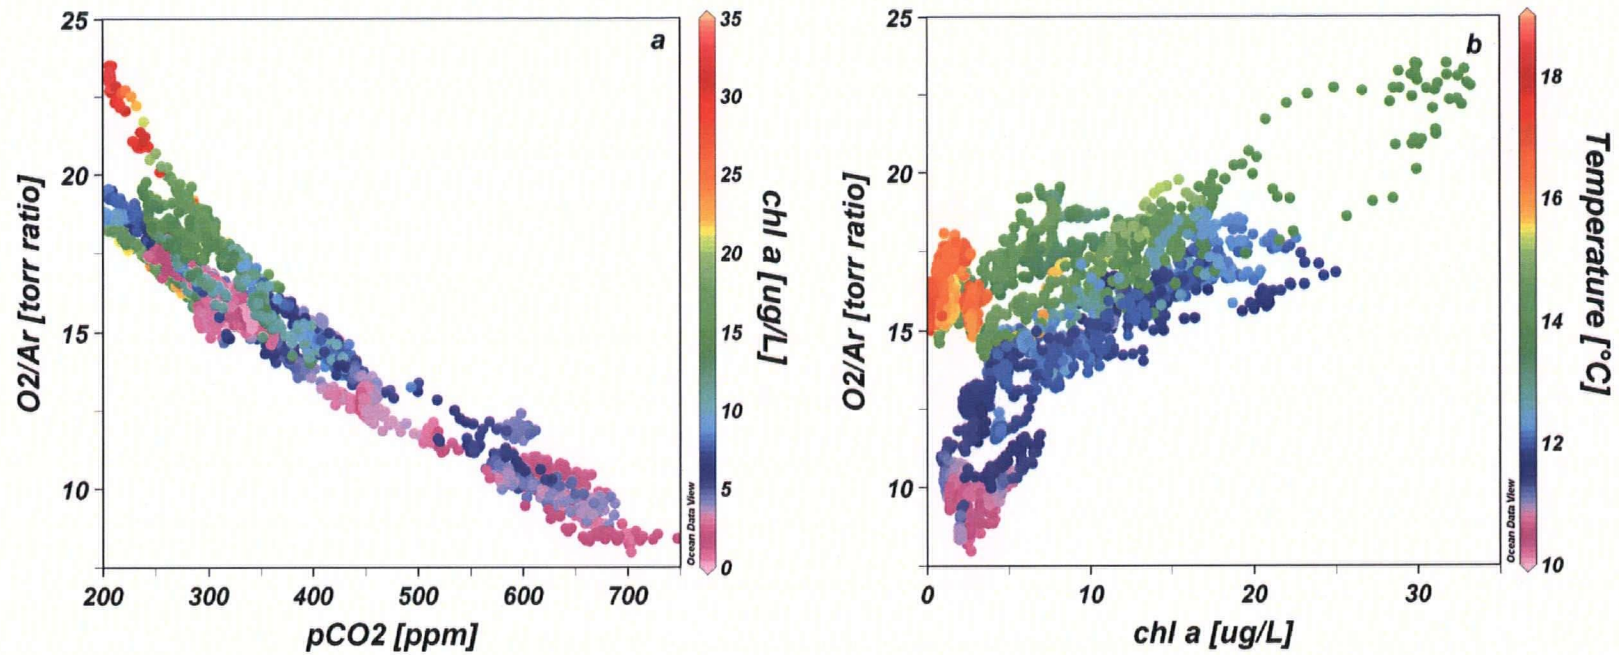 a
25
20
15
10
O2/Ar [torr ratio]
200 300 400 500 600 700
pCO2 [ppm]
35
30
25
20
15
10
5
0
chl a [ug/L]
Ocean Data View
b
25
20
15
10
O2/Ar [torr ratio]
0 10 20 30
chl a [ug/L]
18
16
14
12
10
Temperature [°C]
Ocean Data View